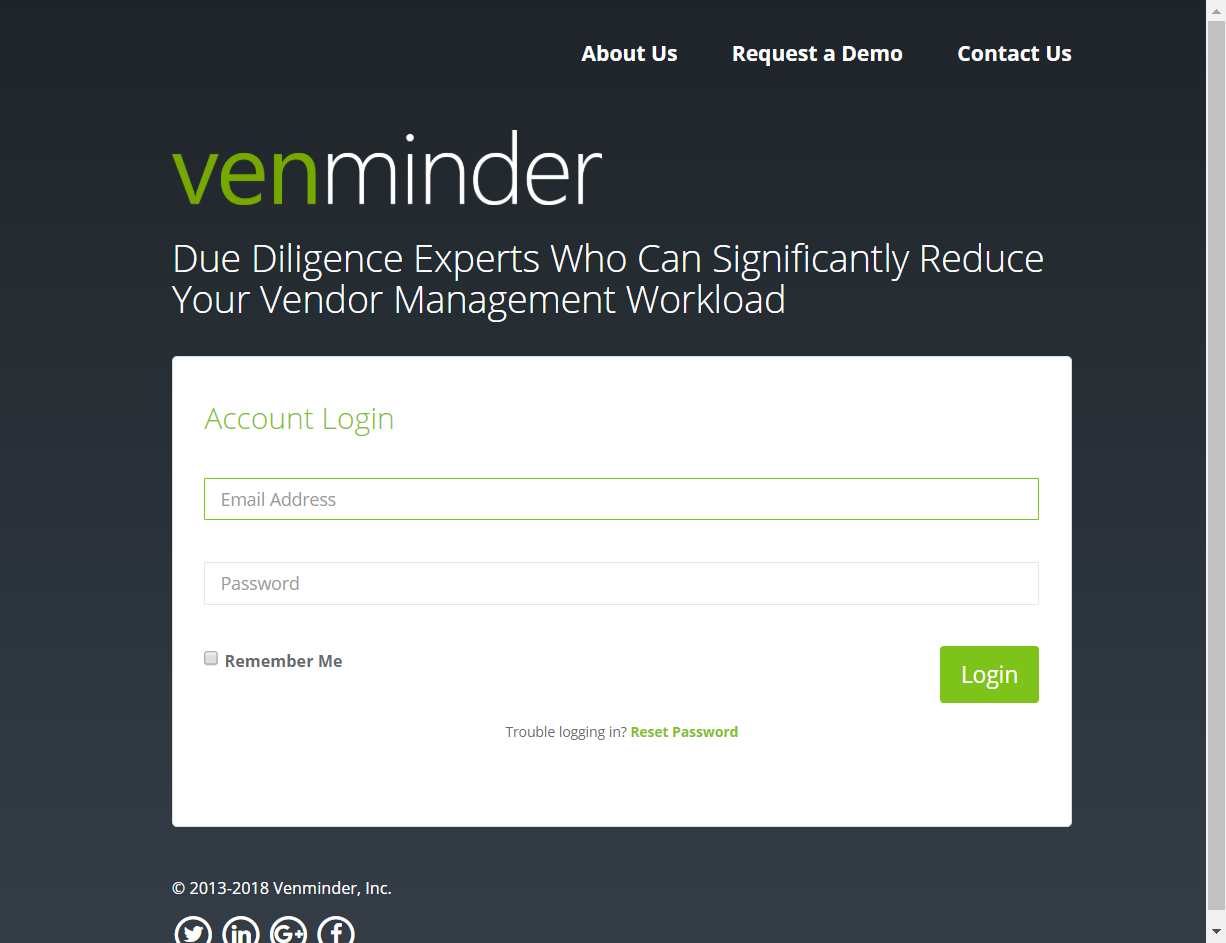 About Us Request a Demo Contact Us
venminder
Due Diligence Experts Who Can Significantly Reduce
Your Vendor Management Workload
Account Login
Email Address
Password
Remember Me
Login
Trouble logging in? Reset Password
© 2013-2018 Venminder, Inc.
in G+ f